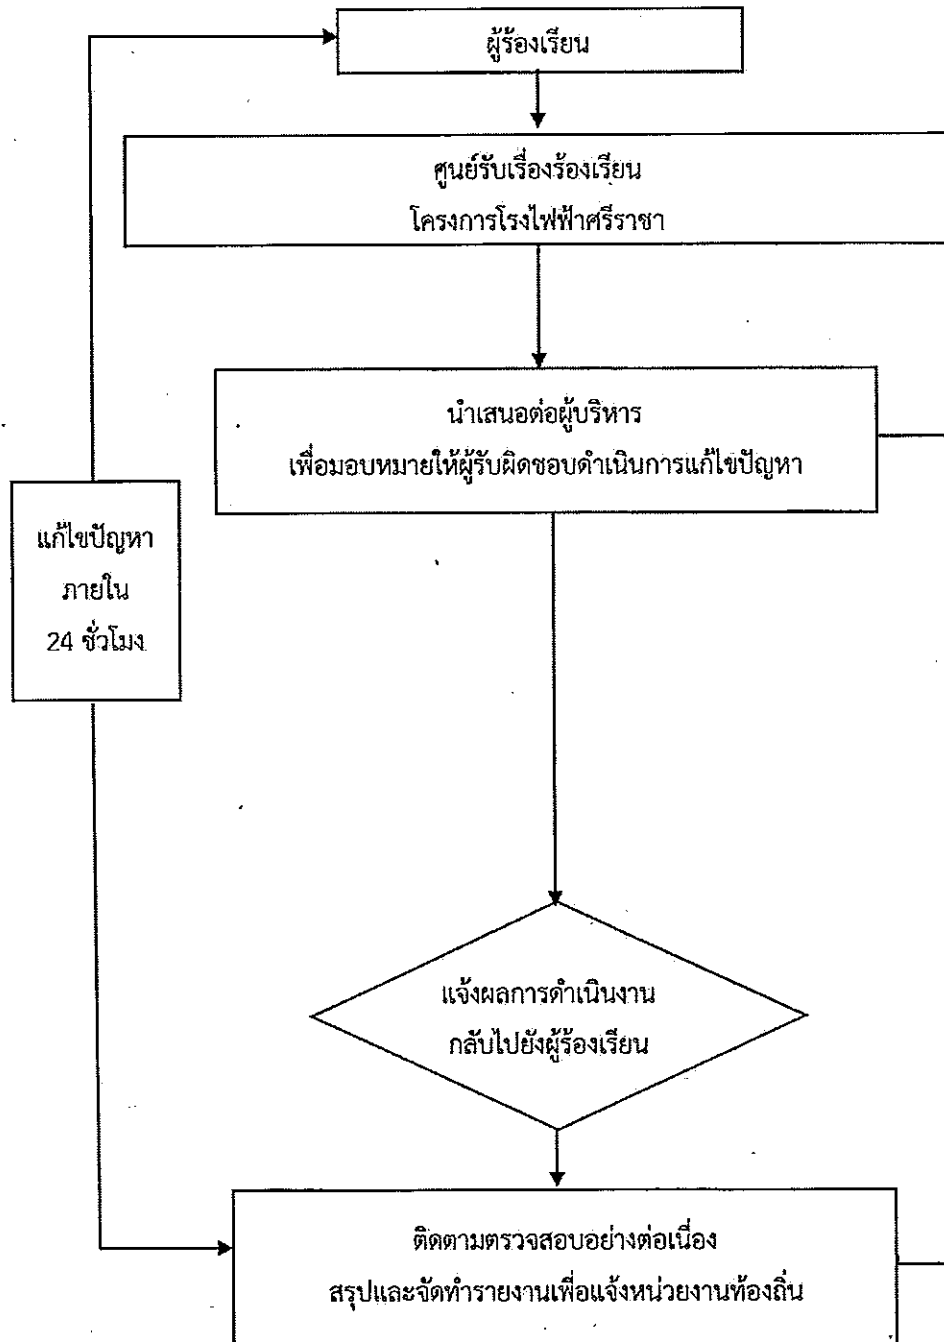 ผู้ร้องเรียน
ศูนย์รับเรื่องร้องเรียน
โครงการโรงไฟฟ้าศรีราชา
นำเสนอต่อผู้บริหาร
เพื่อมอบหมายให้ผู้รับผิดชอบดำเนินการแก้ไขปัญหา
แก้ไขปัญหา
ภายใน
24 ชั่วโมง
แจ้งผลการดำเนินงาน
กลับไปยังผู้ร้องเรียน
ติดตามตรวจสอบอย่างต่อเนื่อง
สรุปและจัดทำรายงานเพื่อแจ้งหน่วยงานท้องถิ่น